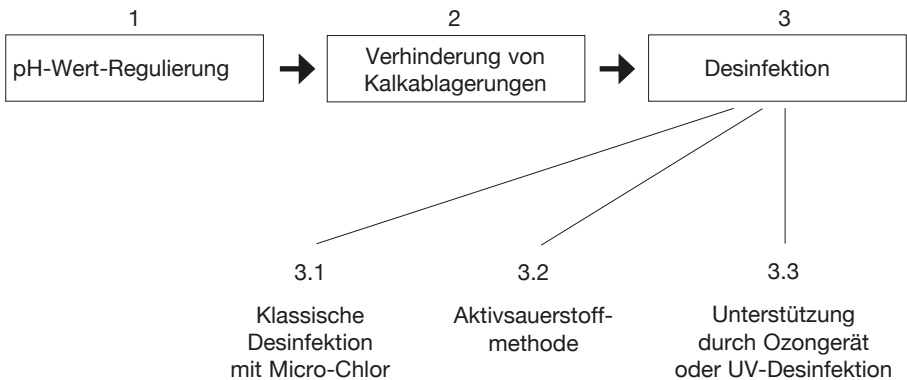 1
pH-Wert-Regulierung
2
Verhinderung von
Kalkablagerungen
3
Desinfektion
3.1
Klassische
Desinfektion
mit Micro-Chlor
3.2
Aktivsauerstoff-
methode
3.3
Unterstützung
durch Ozongerät
oder UV-Desinfektion